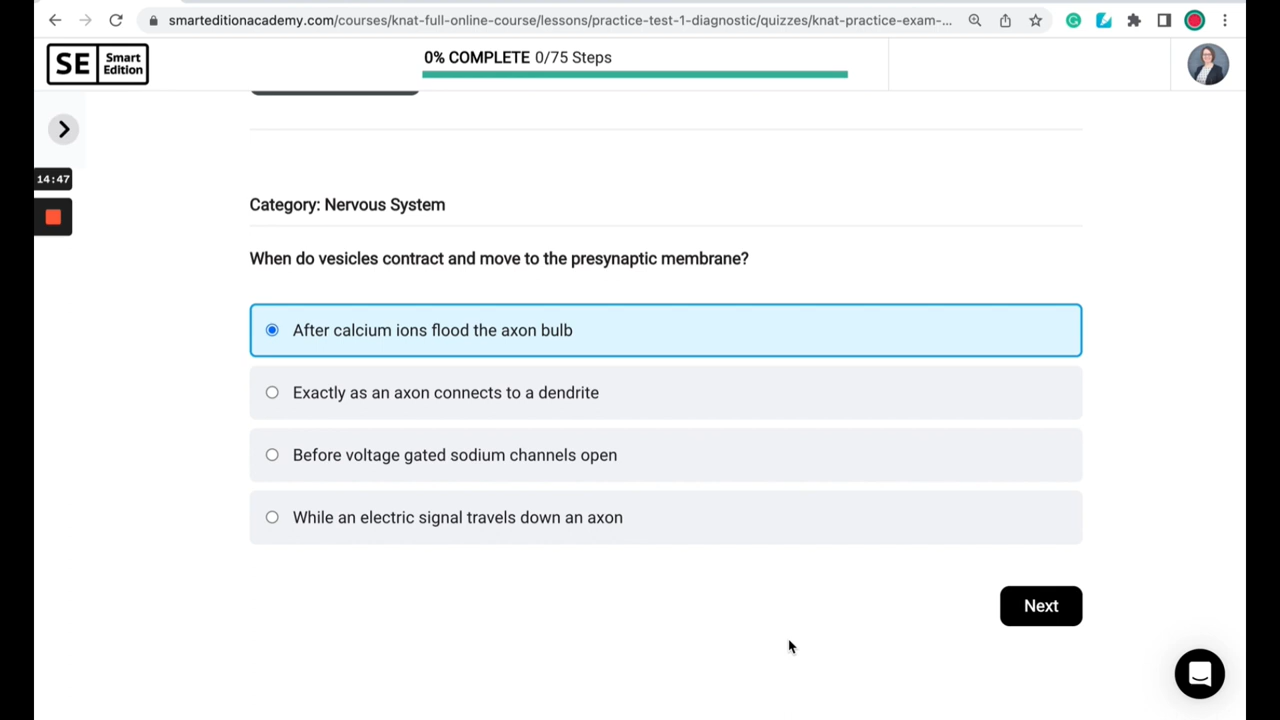 smarteditionacademy.com/courses/knat-full-online-course/lessons/practice-test-1-diagnostic/quizzes/knat-practice-exam-...
SE Smart Edition
0% COMPLETE 0/75 Steps
14:47
Category: Nervous System
When do vesicles contract and move to the presynaptic membrane?
After calcium ions flood the axon bulb
Exactly as an axon connects to a dendrite
Before voltage gated sodium channels open
While an electric signal travels down an axon
Next